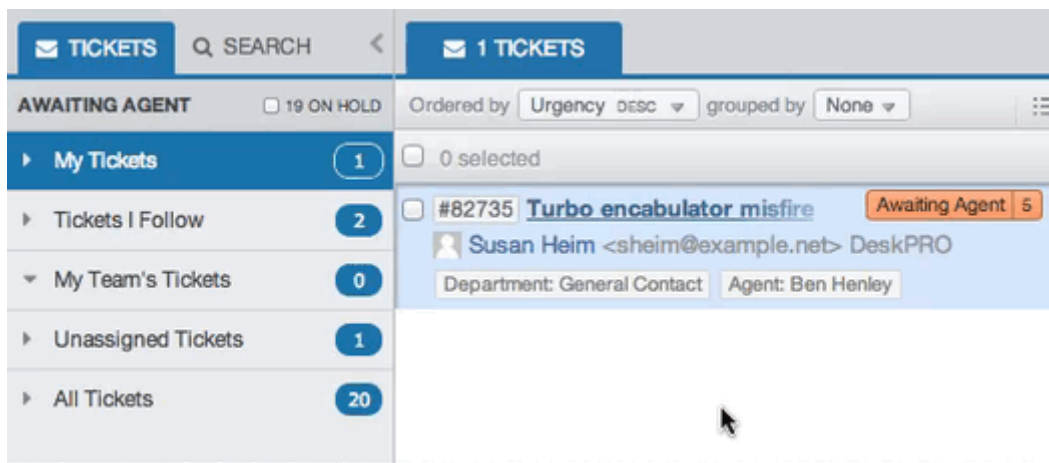 TICKETS SEARCH
AWAITING AGENT 19 ON HOLD
My Tickets 1
Tickets I Follow 2
My Team's Tickets 0
Unassigned Tickets 1
All Tickets 20
1 TICKETS
Ordered by Urgency DESC grouped by None
0 selected
#82735 Turbo encabulator misfire Awaiting Agent 5
Susan Heim <sheim@example.net> DeskPRO
Department: General Contact Agent: Ben Henley